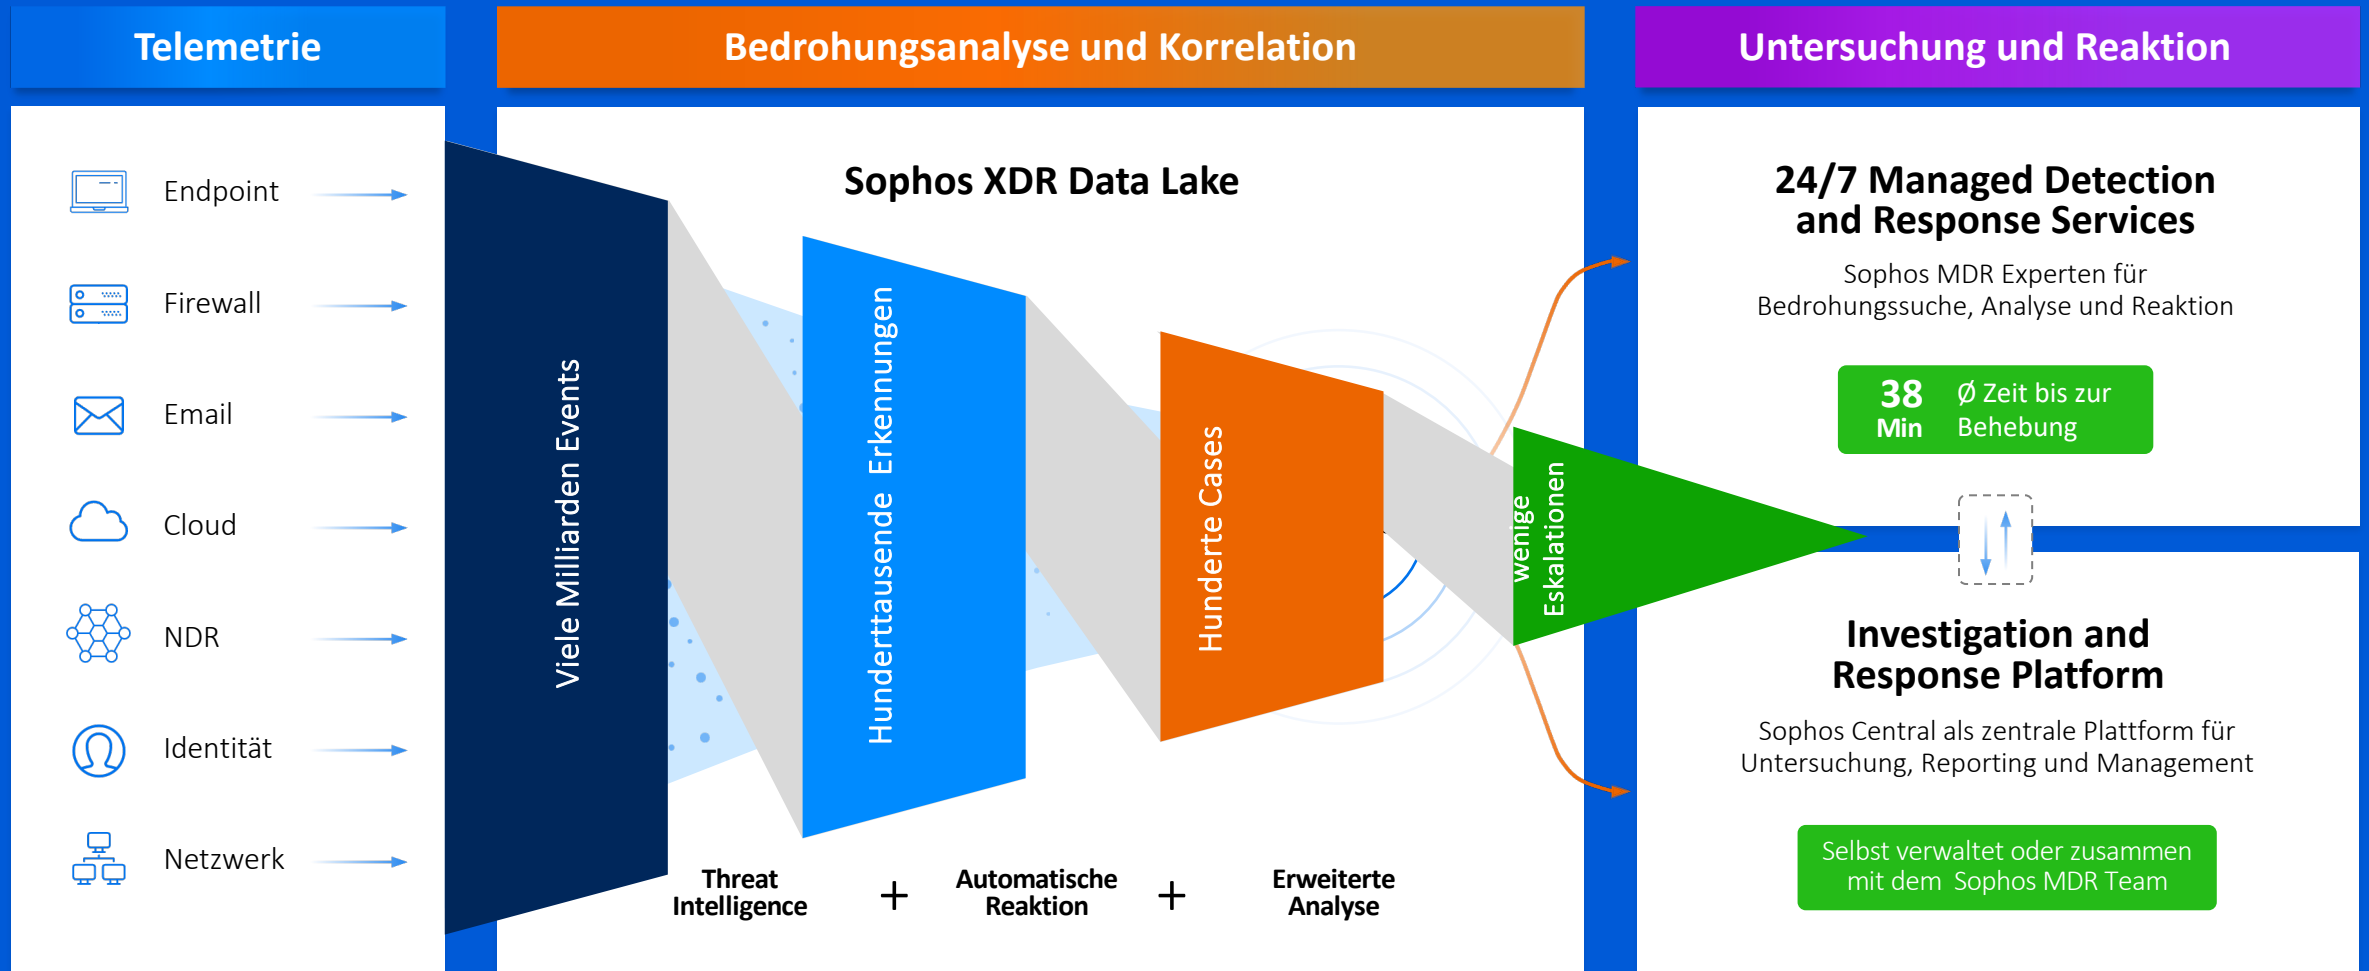 Telemetrie
Endpoint
Firewall
Email
Cloud
NDR
Identität
Netzwerk
Bedrohungsanalyse und Korrelation
Sophos XDR Data Lake
Viele Milliarden Events
Hunderttausende Erkennungen
Hunderte Cases
wenige
Eskalationen
Threat
Intelligence
+
Automatische
Reaktion
+
Erweiterte
Analyse
Untersuchung und Reaktion
24/7 Managed Detection
and Response Services
Sophos MDR Experten für
Bedrohungssuche, Analyse und Reaktion
38
Min
Ø Zeit bis zur
Behebung
Investigation and
Response Platform
Sophos Central als zentrale Plattform für
Untersuchung, Reporting und Management
Selbst verwaltet oder zusammen
mit dem Sophos MDR Team